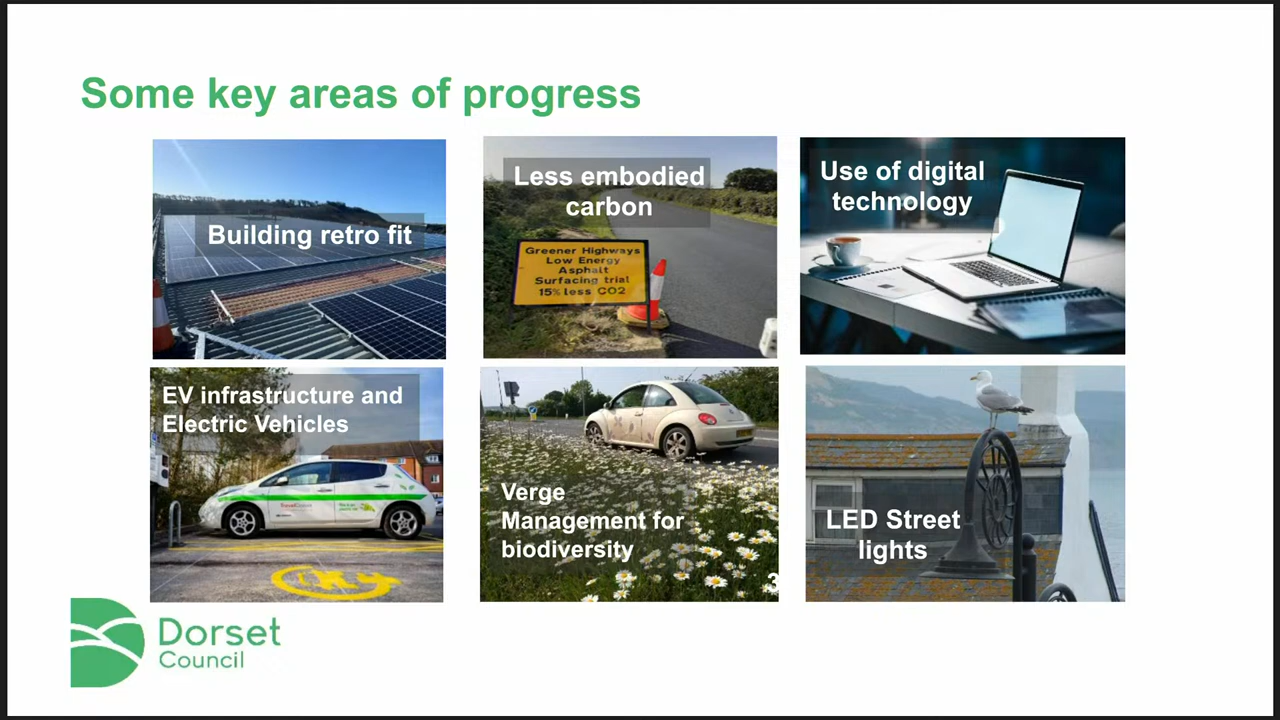 Some key areas of progress
Building retro fit
Less embodied
carbon
Greener Highways
Low Energy
Asphalt
Surfacing trial
15% less CO2
Use of digital
technology
EV infrastructure and
Electric Vehicles
Verge
Management for
biodiversity
3
LED Street
lights
Dorset
Council